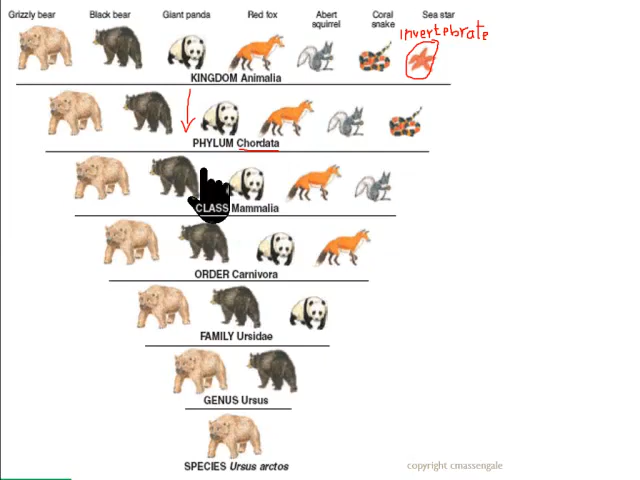 Grizzly bear Black bear Giant panda Red fox Abert squirrel Coral snake Sea star
invertebrate
KINGDOM Animalia
PHYLUM Chordata
CLASS Mammalia
ORDER Carnivora
FAMILY Ursidae
GENUS Ursus
SPECIES Ursus arctos
copyright cmassengale